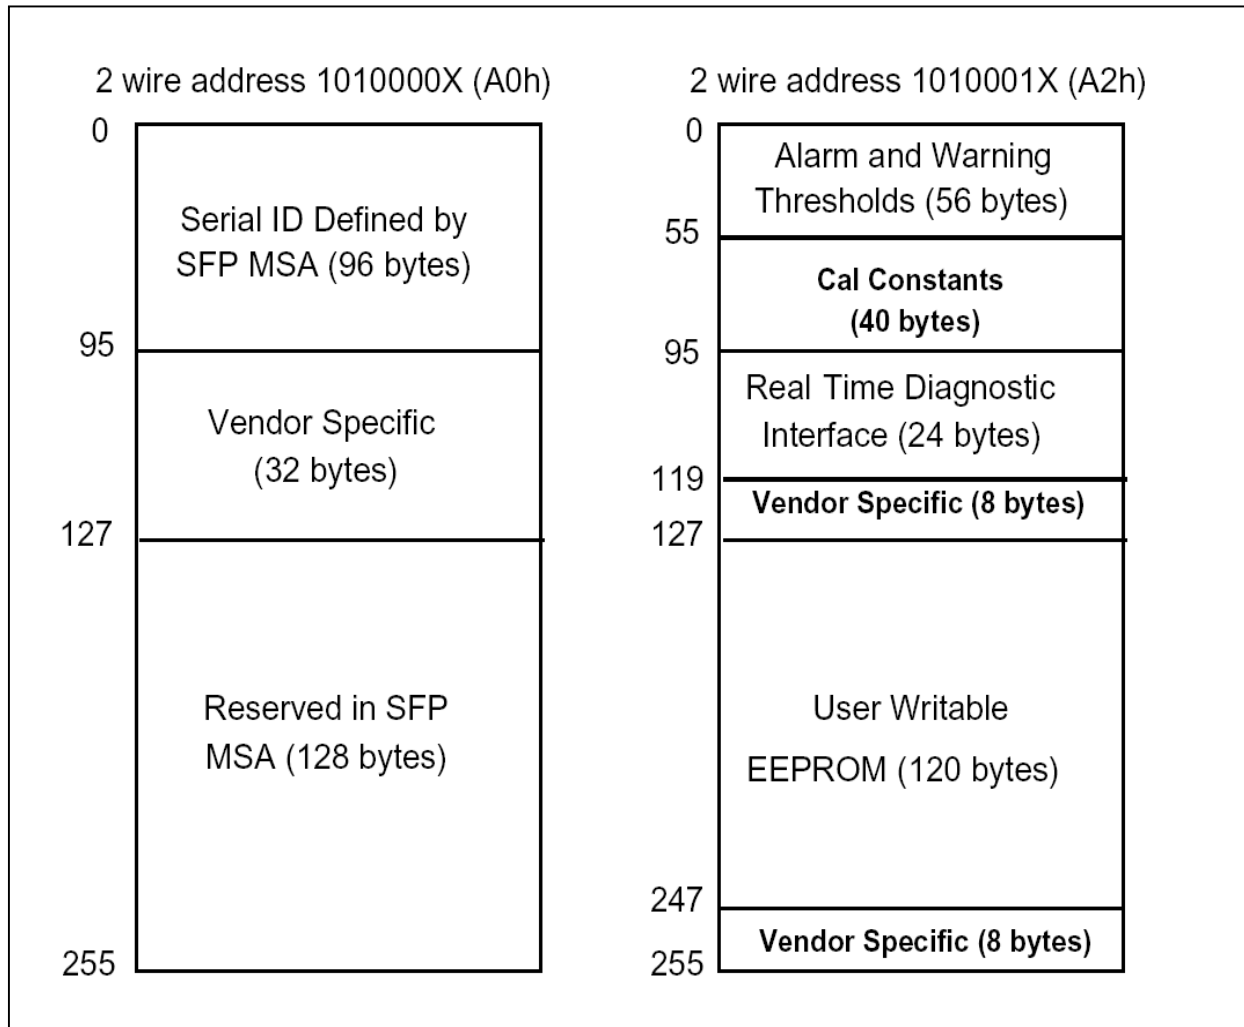 2 wire address 1010000X (A0h)
0
Serial ID Defined by
SFP MSA (96 bytes)
95
Vendor Specific
(32 bytes)
127
Reserved in SFP
MSA (128 bytes)
255
2 wire address 1010001X (A2h)
0
Alarm and Warning
Thresholds (56 bytes)
55
Cal Constants
(40 bytes)
95
Real Time Diagnostic
Interface (24 bytes)
119
Vendor Specific (8 bytes)
127
User Writable
EEPROM (120 bytes)
247
Vendor Specific (8 bytes)
255